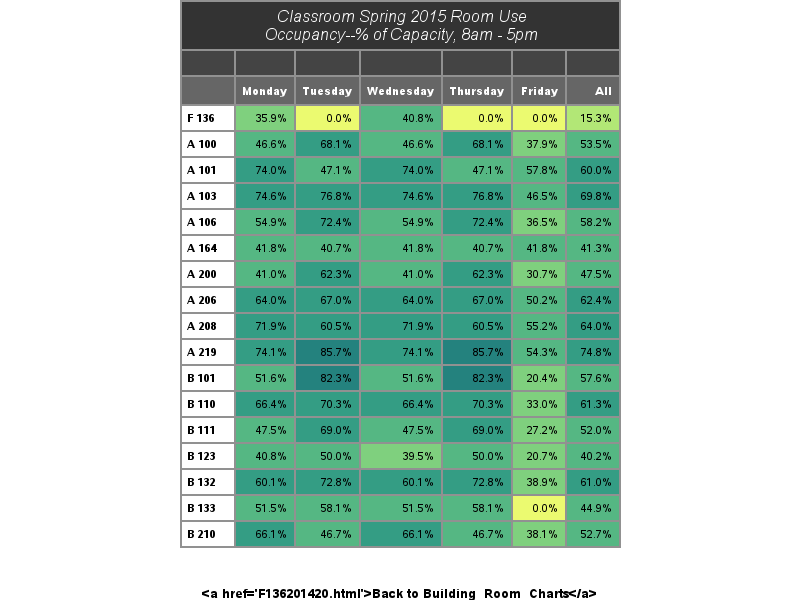 Classroom Spring 2015 Room Use
Occupancy--% of Capacity, 8am - 5pm
Monday Tuesday Wednesday Thursday Friday All
F 136 35.9% 0.0% 40.8% 0.0% 0.0% 15.3%
A 100 46.6% 68.1% 46.6% 68.1% 37.9% 53.5%
A 101 74.0% 47.1% 74.0% 47.1% 57.8% 60.0%
A 103 74.6% 76.8% 74.6% 76.8% 46.5% 69.8%
A 106 54.9% 72.4% 54.9% 72.4% 36.5% 58.2%
A 164 41.8% 40.7% 41.8% 40.7% 41.8% 41.3%
A 200 41.0% 62.3% 41.0% 62.3% 30.7% 47.5%
A 206 64.0% 67.0% 64.0% 67.0% 50.2% 62.4%
A 208 71.9% 60.5% 71.9% 60.5% 55.2% 64.0%
A 219 74.1% 85.7% 74.1% 85.7% 54.3% 74.8%
B 101 51.6% 82.3% 51.6% 82.3% 20.4% 57.6%
B 110 66.4% 70.3% 66.4% 70.3% 33.0% 61.3%
B 111 47.5% 69.0% 47.5% 69.0% 27.2% 52.0%
B 123 40.8% 50.0% 39.5% 50.0% 20.7% 40.2%
B 132 60.1% 72.8% 60.1% 72.8% 38.9% 61.0%
B 133 51.5% 58.1% 51.5% 58.1% 0.0% 44.9%
B 210 66.1% 46.7% 66.1% 46.7% 38.1% 52.7%
<a href='F136201420.html'>Back to Building_Room_Charts</a>